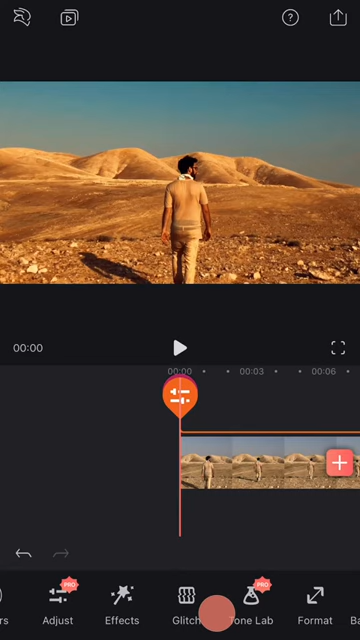 ?
00:00
00:00
00:03
00:06
rs
PRO
Adjust
Effects
Glitch
PRO
Tone Lab
Format
Ba